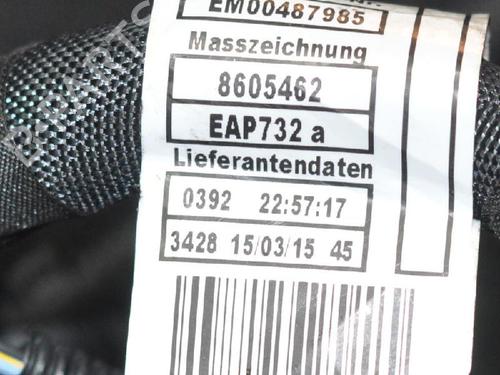 EM00487985
Masszeichnung
8605462
EAP732 a
Lieferantendaten
0392 22:57:17
3428 15/03/15 45